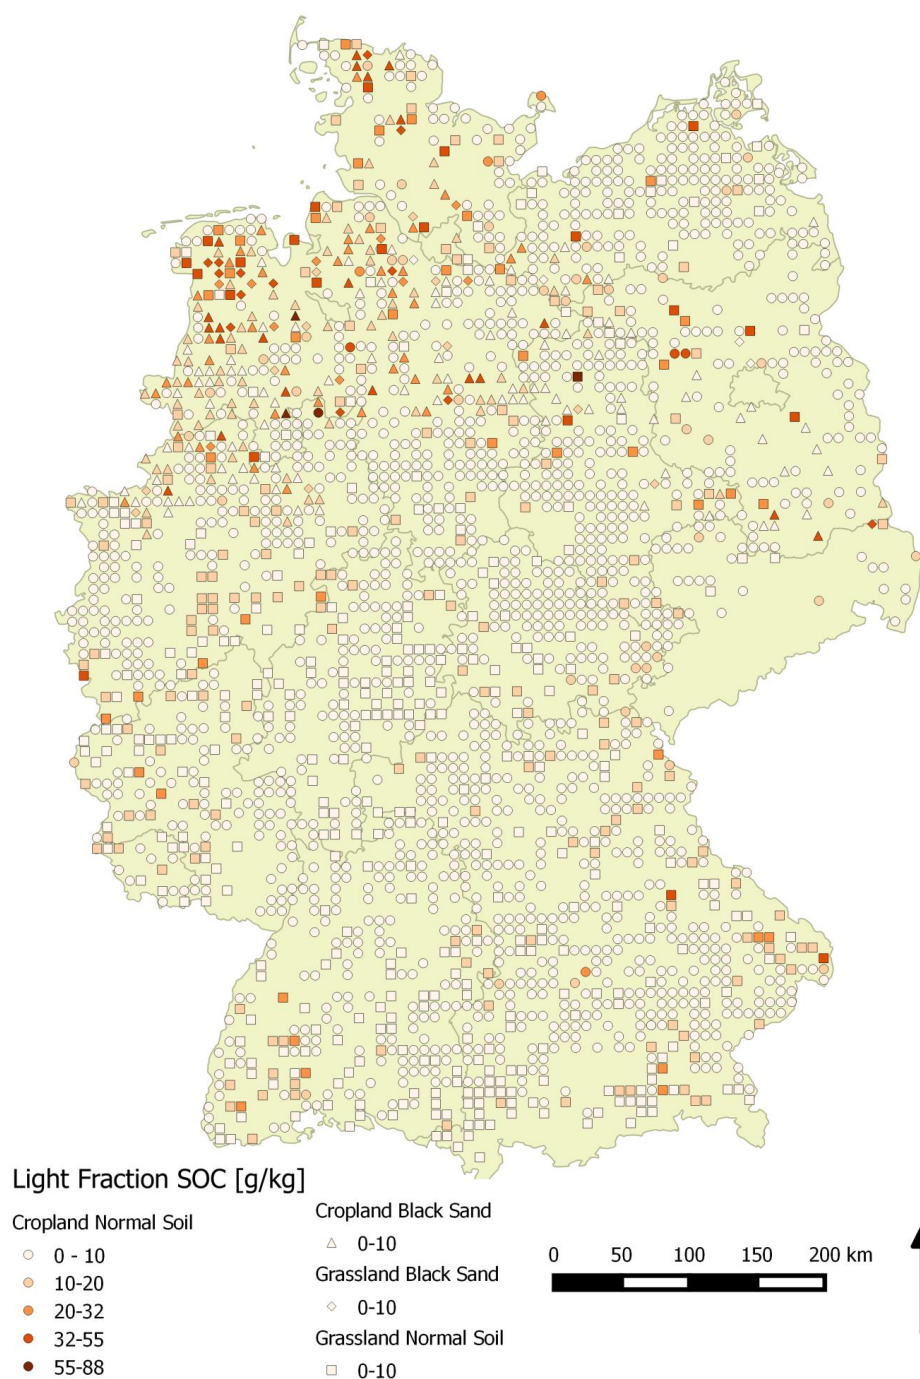 Light Fraction SOC [g/kg]
Cropland Normal Soil
0 - 10
10-20
20-32
32-55
55-88
Cropland Black Sand
0-10
Grassland Black Sand
0-10
Grassland Normal Soil
0-10
0 50 100 200 km